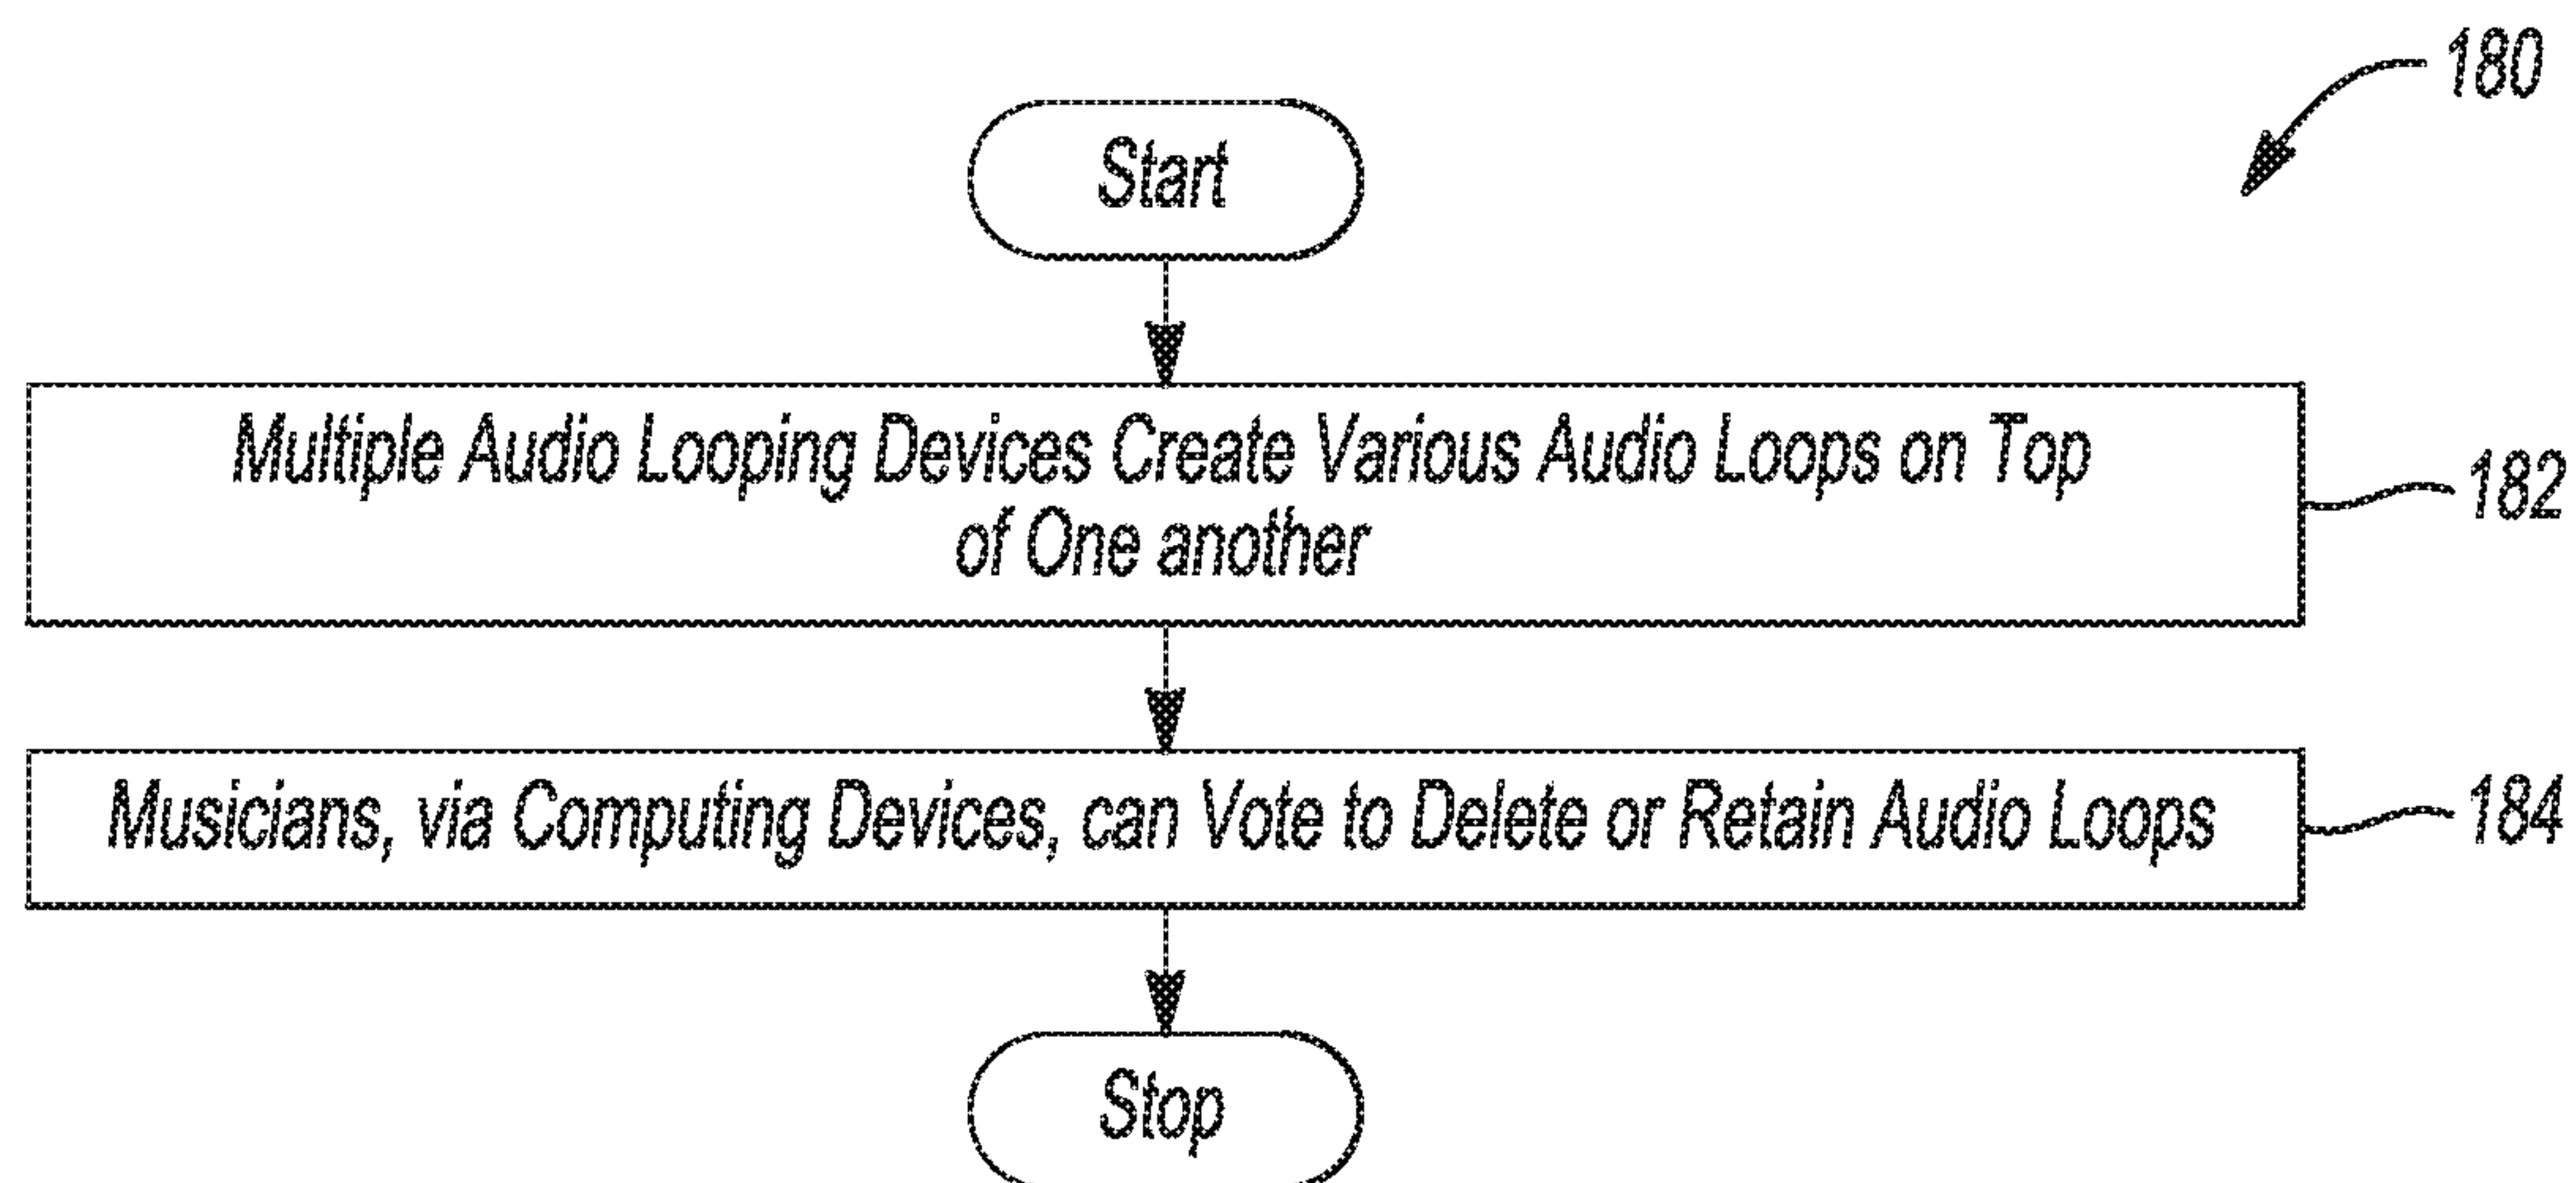 180
Start
Multiple Audio Looping Devices Create Various Audio Loops on Top
of One another
182
Musicians, via Computing Devices, can Vote to Delete or Retain Audio Loops
184
Stop